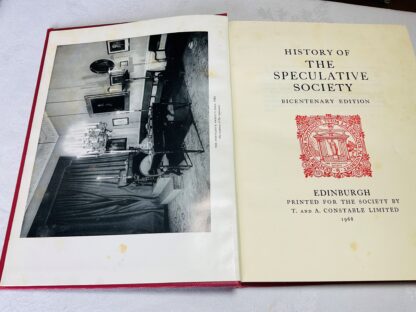 HISTORY OF
THE
SPECULATIVE
SOCIETY
BICENTENARY EDITION
EDINBURGH
PRINTED FOR THE SOCIETY BY
T. AND A. CONSTABLE LIMITED
1968